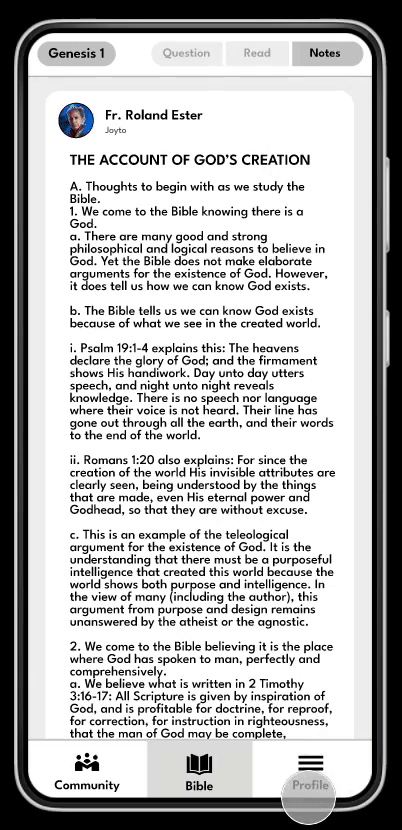 Genesis 1
Question
Read
Notes
Fr. Roland Ester
Joyto
THE ACCOUNT OF GOD'S CREATION
A. Thoughts to begin with as we study the
Bible.
1. We come to the Bible knowing there is a
God.
a. There are many good and strong
philosophical and logical reasons to believe in
God. Yet the Bible does not make elaborate
arguments for the existence of God. However,
it does tell us how we can know God exists.
b. The Bible tells us we can know God exists
because of what we see in the created world.
i. Psalm 19:1-4 explains this: The heavens
declare the glory of God; and the firmament
shows His handiwork. Day unto day utters
speech, and night unto night reveals
knowledge. There is no speech nor language
where their voice is not heard. Their line has
gone out through all the earth, and their words
to the end of the world.
ii. Romans 1:20 also explains: For since the
creation of the world His invisible attributes are
clearly seen, being understood by the things
that are made, even His eternal power and
Godhead, so that they are without excuse.
c. This is an example of the teleological
argument for the existence of God. It is the
understanding that there must be a purposeful
intelligence that created this world because the
world shows both purpose and intelligence. In
the view of many (including the author), this
argument from purpose and design remains
unanswered by the atheist or the agnostic.
2. We come to the Bible believing it is the place
where God has spoken to man, perfectly and
comprehensively.
a. We believe what is written in 2 Timothy
3:16-17: All Scripture is given by inspiration of
God, and is profitable for doctrine, for reproof,
for correction, for instruction in righteousness,
that the man of God may be complete,
Community
Bible
Profile